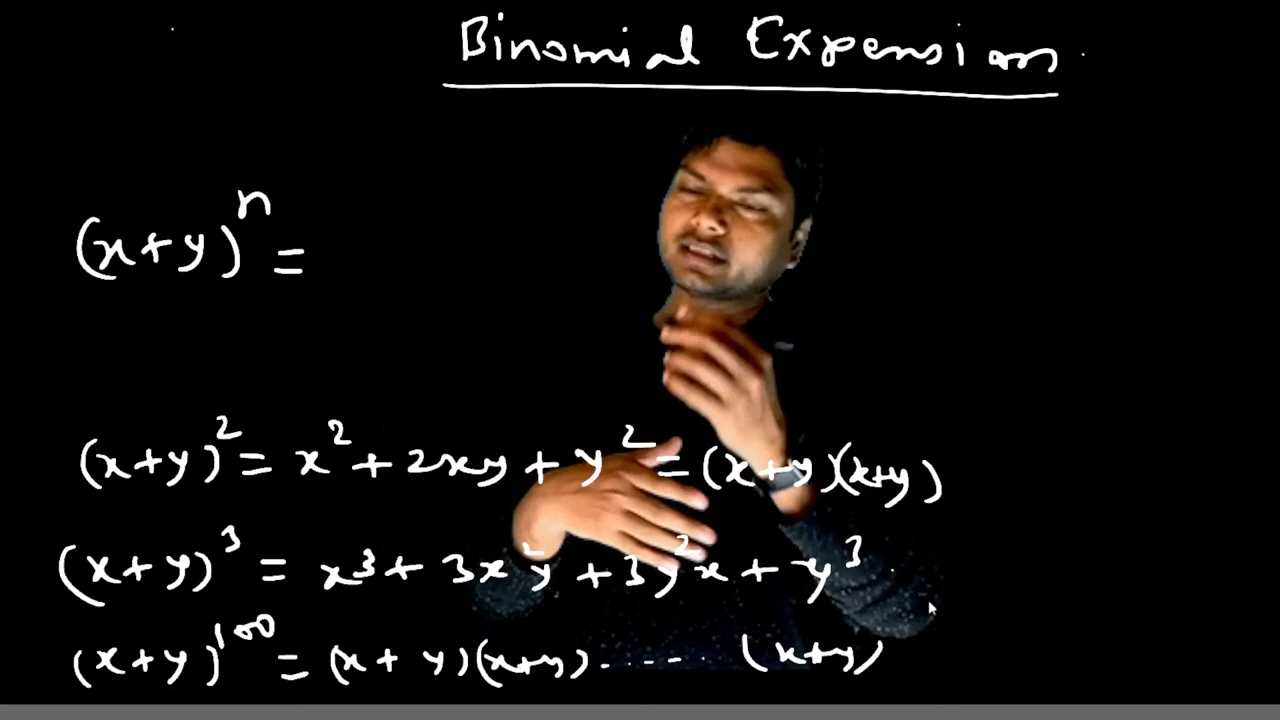 Binomial Expension
(x+y)^n =
(x+y)^2 = x^2 + 2xy + y^2 = (x+y)(x+y)
(x+y)^3 = x^3 + 3x^2y + 3y^2x + y^3.
(x+y)^100 = (x+y)(x+y)...... (x+y)